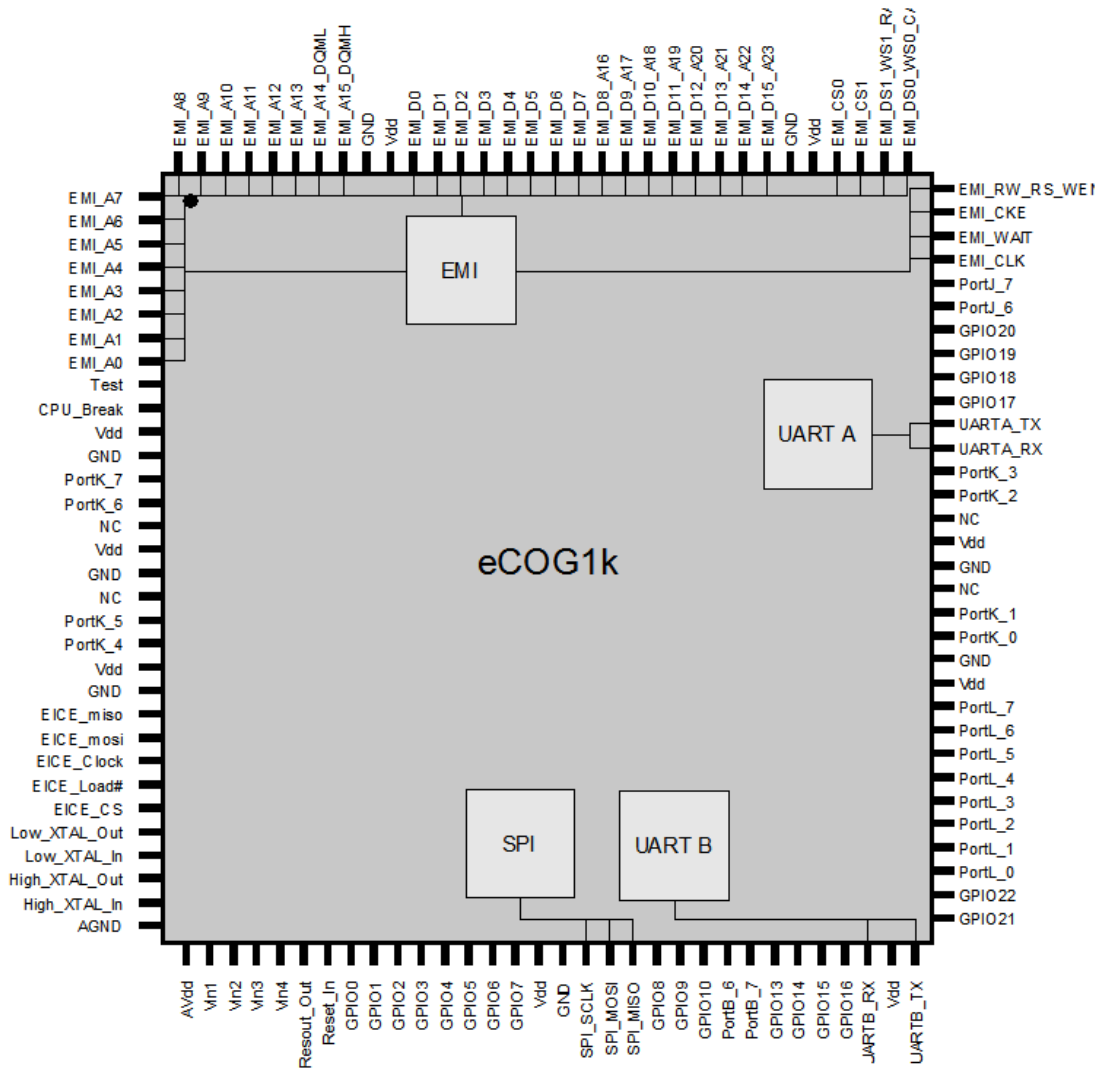 EMI_A8
EMI_A9
EMI_A10
EMI_A11
EMI_A12
EMI_A13
EMI_A14_DQML
EMI_A15_DQMH
GND
Vdd
EMI_D0
EMI_D1
EMI_D2
EMI_D3
EMI_D4
EMI_D5
EMI_D6
EMI_D7
EMI_D8_A16
EMI_D9_A17
EMI_D10_A18
EMI_D11_A19
EMI_D12_A20
EMI_D13_A21
EMI_D14_A22
EMI_D15_A23
GND
Vdd
EMI_CS0
EMI_CS1
EMI_DS1_WS1_RA
EMI_DS0_WS0_CA
EMI_A7
EMI_A6
EMI_A5
EMI_A4
EMI_A3
EMI_A2
EMI_A1
EMI_A0
Test
CPU_Break
Vdd
GND
PortK_7
PortK_6
NC
Vdd
GND
NC
PortK_5
PortK_4
Vdd
GND
EICE_miso
EICE_mosi
EICE_Clock
EICE_Load#
EICE_CS
Low_XTAL_Out
Low_XTAL_In
High_XTAL_Out
High_XTAL_In
AGND
EMI
UART A
eCOG1k
SPI
UART B
EMI_RW_RS_WEN
EMI_CKE
EMI_WAIT
EMI_CLK
PortJ_7
PortJ_6
GPIO20
GPIO19
GPIO18
GPIO17
UARTA_TX
UARTA_RX
PortK_3
PortK_2
NC
Vdd
GND
NC
PortK_1
PortK_0
GND
Vdd
PortL_7
PortL_6
PortL_5
PortL_4
PortL_3
PortL_2
PortL_1
PortL_0
GPIO22
GPIO21
AVdd
Vin1
Vin2
Vin3
Vin4
Resout_Out
Reset_In
GPIO0
GPIO1
GPIO2
GPIO3
GPIO4
GPIO5
GPIO6
GPIO7
Vdd
GND
SPI_SCLK
SPI_MOSI
SPI_MISO
GPIO8
GPIO9
GPIO10
PortB_6
PortB_7
GPIO13
GPIO14
GPIO15
GPIO16
UARTB_RX
Vdd
UARTB_TX